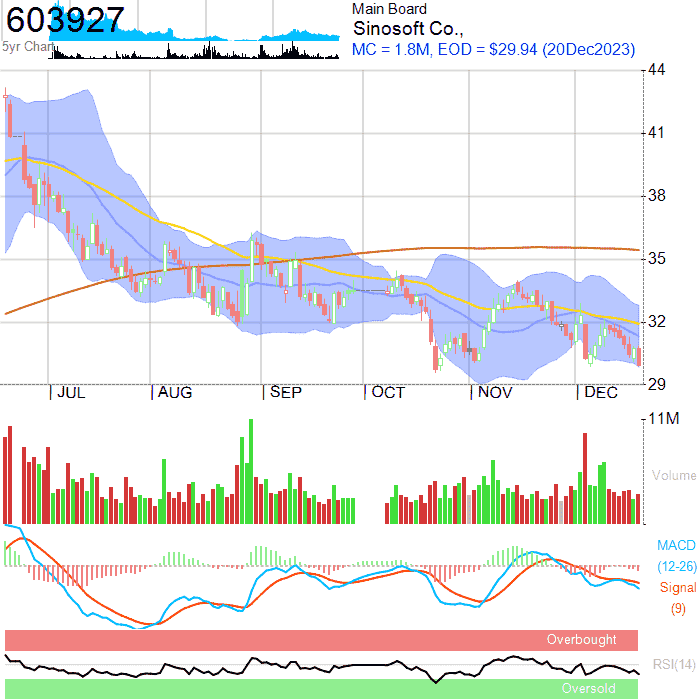 603927
5yr Chart
Main Board
Sinosoft Co.,
MC = 1.8M, EOD = $29.94 (20Dec2023)
44
41
38
35
32
29
JUL AUG SEP OCT NOV DEC
11M
Volume
MACD
(12-26)
Signal
(9)
Overbought
RSI(14)
Oversold